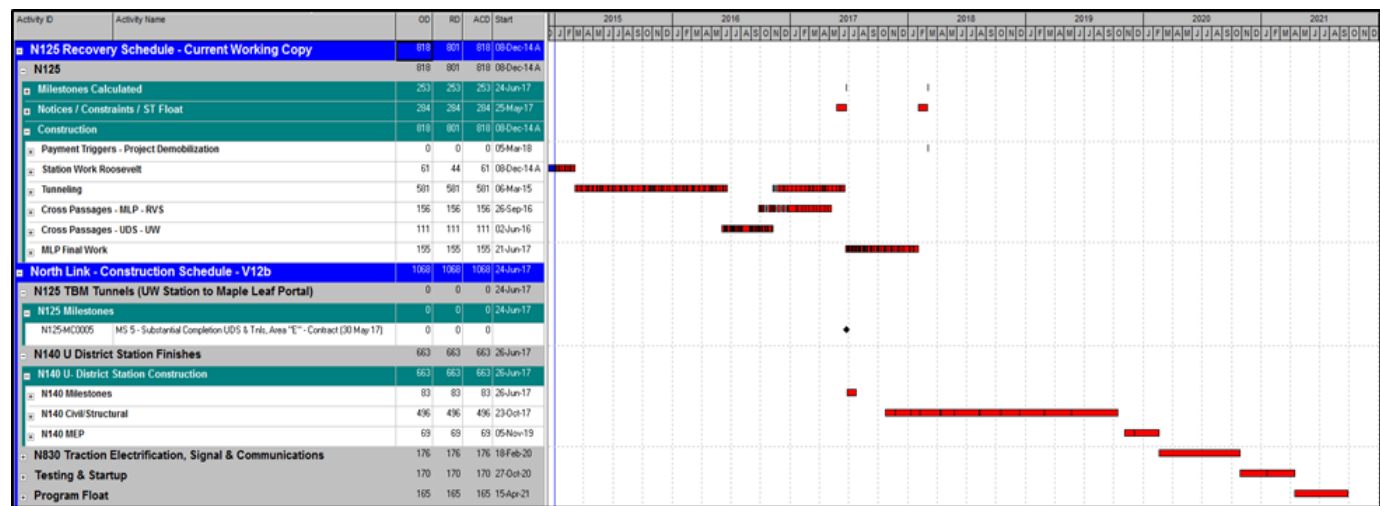 Activity ID Activity Name OD RD ACD Start 2015 2016 2017 2018 2019 2020 2021
D J F M A M J J A S O N D J F M A M J J A S O N D J F M A M J J A S O N D J F M A M J J A S O N D J F M A M J J A S O N D J F M A M J J A S O N D J F M A M J J A S O N D
N125 Recovery Schedule - Current Working Copy 818 801 818 08-Dec-14 A
N125 818 801 818 08-Dec-14 A
Milestones Calculated 253 253 253 24-Jun-17
Notices / Constraints / ST Float 284 284 284 25-May-17
Construction 818 801 818 08-Dec-14 A
Payment Triggers - Project Demobilization 0 0 0 05-Mar-18
Station Work Roosevelt 61 44 61 08-Dec-14 A
Tunneling 581 581 581 06-Mar-15
Cross Passages - MLP - RVS 156 156 156 26-Sep-16
Cross Passages - UDS - UW 111 111 111 02-Jun-16
MLP Final Work 155 155 155 21-Jun-17
North Link - Construction Schedule - V12b 1068 1068 1068 24-Jun-17
N125 TBM Tunnels (UW Station to Maple Leaf Portal) 0 0 0 24-Jun-17
N125 Milestones 0 0 0 24-Jun-17
N125-MC0005 MS 5 - Substantial Completion UDS & Tnls, Area "E" - Contract (30 May 17) 0 0 0
N140 U District Station Finishes 663 663 663 26-Jun-17
N140 U- District Station Construction 663 663 663 26-Jun-17
N140 Milestones 83 83 83 26-Jun-17
N140 Civil/Structural 496 496 496 23-Oct-17
N140 MEP 69 69 69 05-Nov-19
N830 Traction Electrification, Signal & Communications 176 176 176 18-Feb-20
Testing & Startup 170 170 170 27-Oct-20
Program Float 165 165 165 15-Apr-21